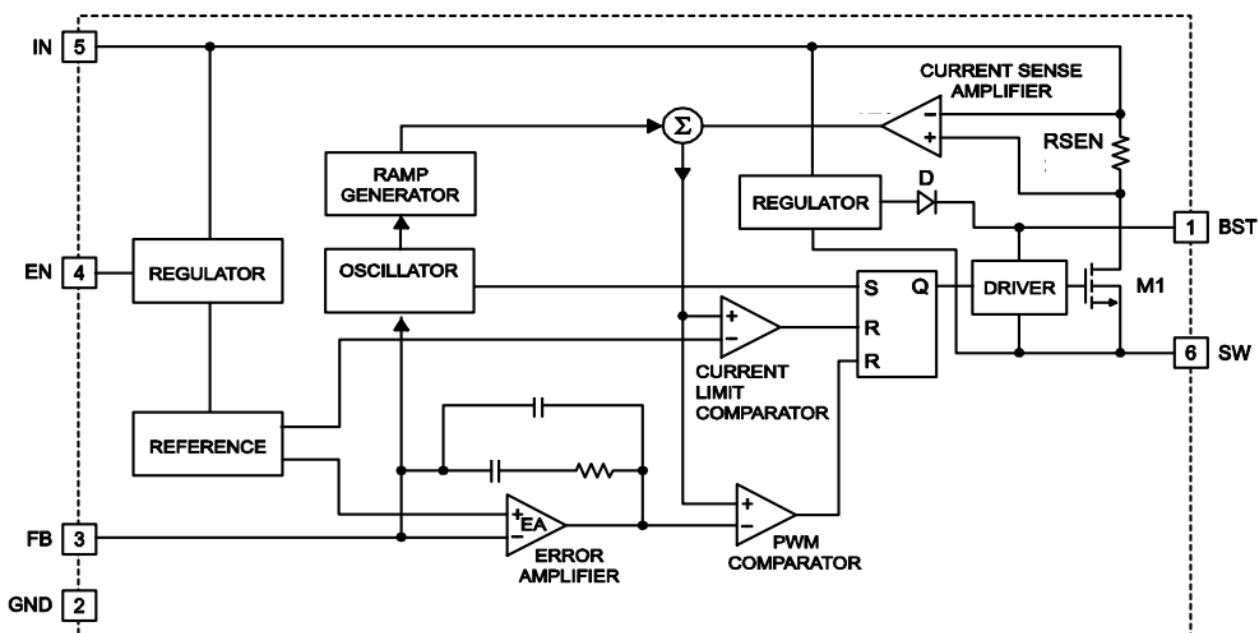 IN 5
CURRENT SENSE
AMPLIFIER
Σ
−
+
RSEN
RAMP
GENERATOR
D
REGULATOR
1 BST
EN 4
REGULATOR
OSCILLATOR
S Q
DRIVER
M1
+
−
R
6 SW
R
CURRENT
LIMIT
COMPARATOR
REFERENCE
+
EA
−
+
−
FB 3
ERROR
AMPLIFIER
PWM
COMPARATOR
GND 2